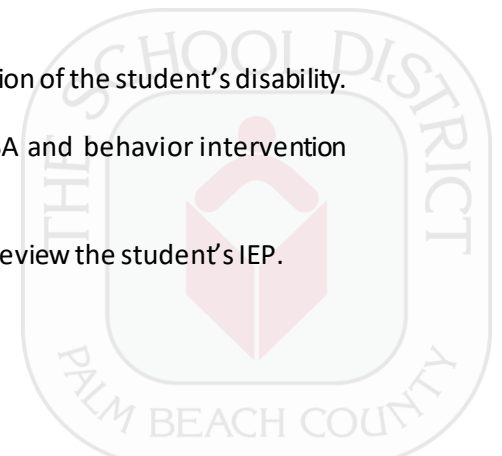 ion of the student's disability.
A and behavior intervention
eview the student's IEP.
THE SCHOOL DISTRICT
PALM BEACH COUNTY